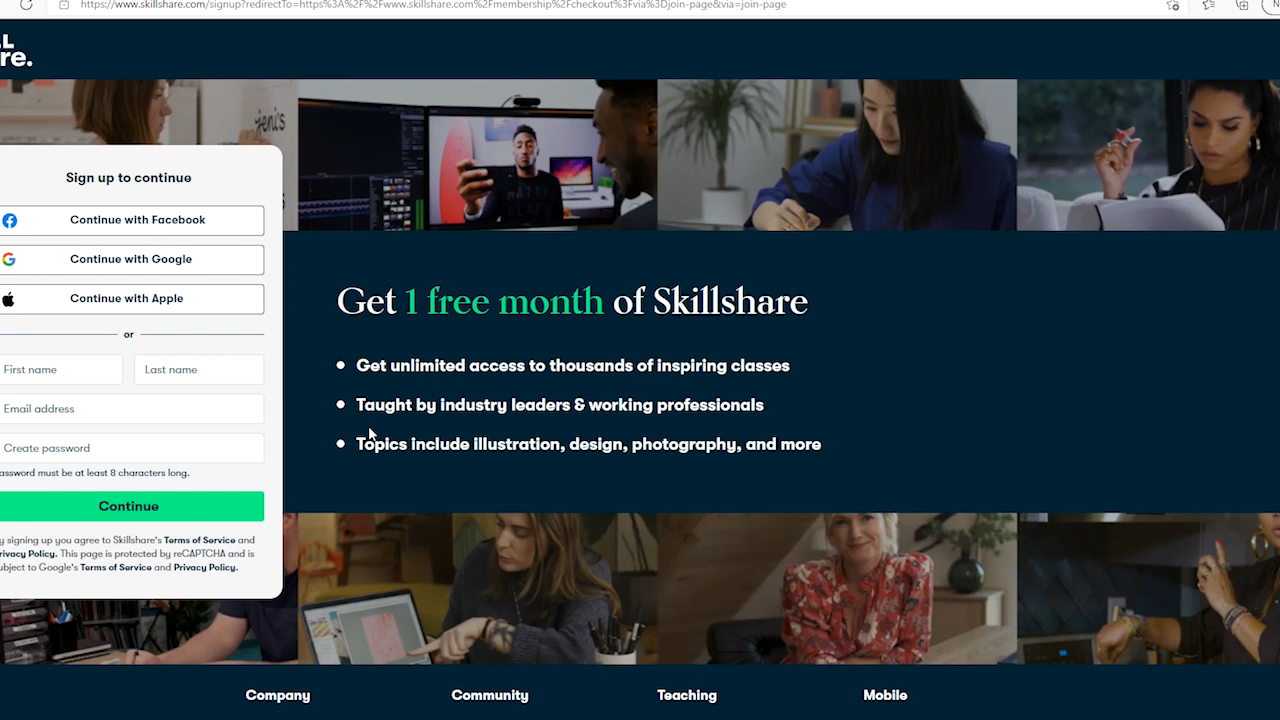 https://www.skillshare.com/signup?redirectTo=https%3A%2F%2Fwww.skillshare.com%2Fmembership%2Fcheckout%3Fvia%3Djoin-page&via=join-page
LL
re.
jeni's
MATTE
Sign up to continue
Continue with Facebook
Continue with Google
Continue with Apple
or
First name
Last name
Email address
Create password
assword must be at least 8 characters long.
Continue
y signing up you agree to Skillshare's Terms of Service and
rivacy Policy. This page is protected by reCAPTCHA and is
ubject to Google's Terms of Service and Privacy Policy.
Get 1 free month of Skillshare
Get unlimited access to thousands of inspiring classes
Taught by industry leaders & working professionals
Topics include illustration, design, photography, and more
Company
Community
Teaching
Mobile